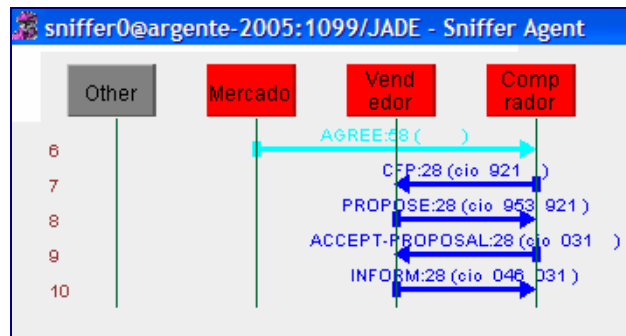 sniffer0@argente-2005:1099/JADE - Sniffer Agent
Other
Mercado
Vend
edor
Comp
rador
6 AGREE:58 ( )
7 CFP:28 (cio 921 )
8 PROPOSE:28 (cio 953 921 )
9 ACCEPT-PROPOSAL:28 (cio 031 )
10 INFORM:28 (cio 046 031 )